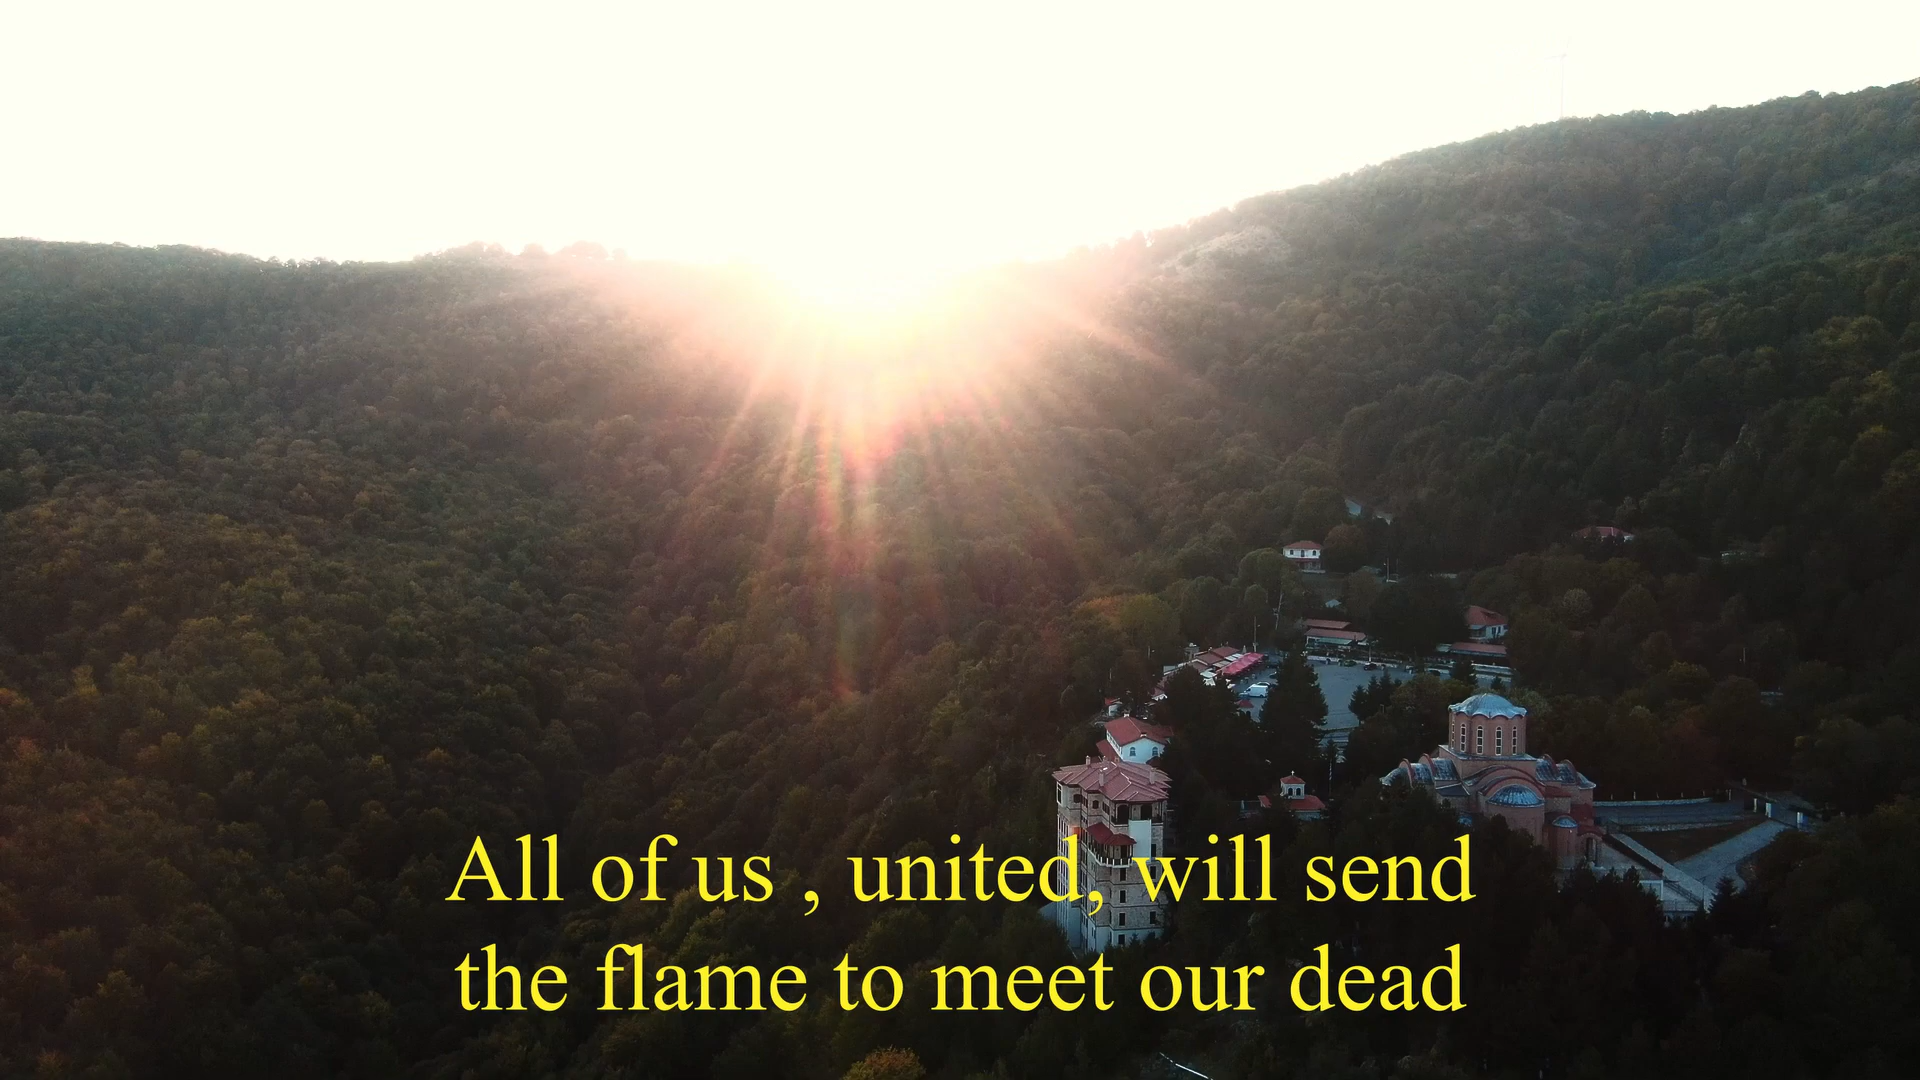 All of us , united, will send
the flame to meet our dead